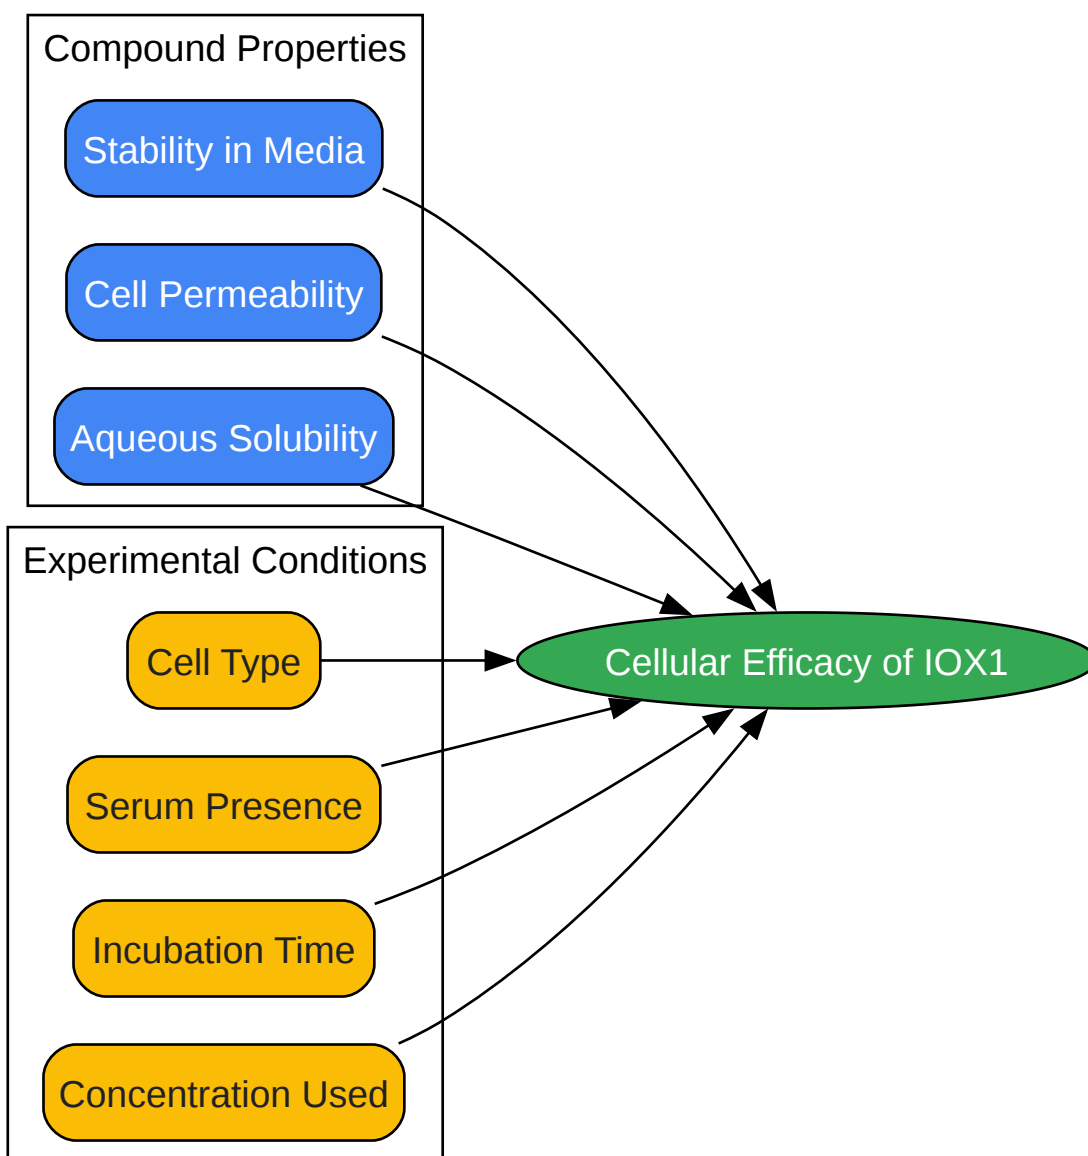 Compound Properties
Stability in Media
Cell Permeability
Aqueous Solubility
Experimental Conditions
Cell Type
Cellular Efficacy of IOX1
Serum Presence
Incubation Time
Concentration Used